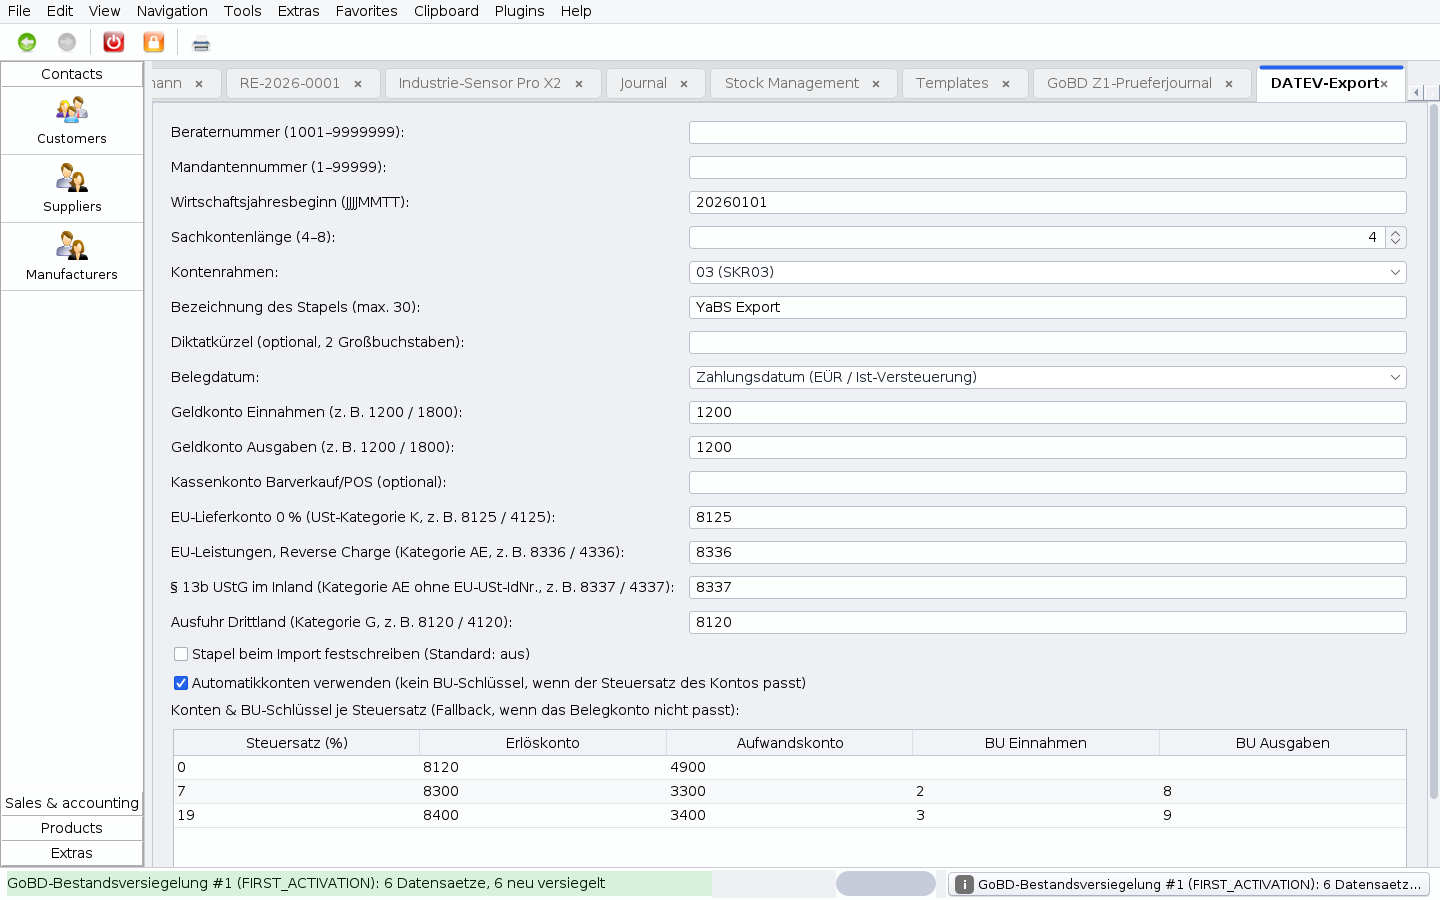 File Edit View Navigation Tools Extras Favorites Clipboard Plugins Help
Contacts
Customers
Suppliers
Manufacturers
Sales & accounting
Products
Extras
mann × RE-2026-0001 × Industrie-Sensor Pro X2 × Journal × Stock Management × Templates × GoBD Z1-Prueferjournal × DATEV-Export ×
Beraternummer (1001–9999999):
Mandantennummer (1–99999):
Wirtschaftsjahresbeginn (JJJJMMTT): 20260101
Sachkontenlänge (4–8): 4
Kontenrahmen: 03 (SKR03)
Bezeichnung des Stapels (max. 30): YaBS Export
Diktatkürzel (optional, 2 Großbuchstaben):
Belegdatum: Zahlungsdatum (EÜR / Ist-Versteuerung)
Geldkonto Einnahmen (z. B. 1200 / 1800): 1200
Geldkonto Ausgaben (z. B. 1200 / 1800): 1200
Kassenkonto Barverkauf/POS (optional):
EU-Lieferkonto 0 % (USt-Kategorie K, z. B. 8125 / 4125): 8125
EU-Leistungen, Reverse Charge (Kategorie AE, z. B. 8336 / 4336): 8336
§ 13b UStG im Inland (Kategorie AE ohne EU-USt-IdNr., z. B. 8337 / 4337): 8337
Ausfuhr Drittland (Kategorie G, z. B. 8120 / 4120): 8120
Stapel beim Import festschreiben (Standard: aus)
Automatikkonten verwenden (kein BU-Schlüssel, wenn der Steuersatz des Kontos passt)
Konten & BU-Schlüssel je Steuersatz (Fallback, wenn das Belegkonto nicht passt):
Steuersatz (%) Erlöskonto Aufwandskonto BU Einnahmen BU Ausgaben
0 8120 4900
7 8300 3300 2 8
19 8400 3400 3 9
GoBD-Bestandsversiegelung #1 (FIRST_ACTIVATION): 6 Datensaetze, 6 neu versiegelt
GoBD-Bestandsversiegelung #1 (FIRST_ACTIVATION): 6 Datensaetz...